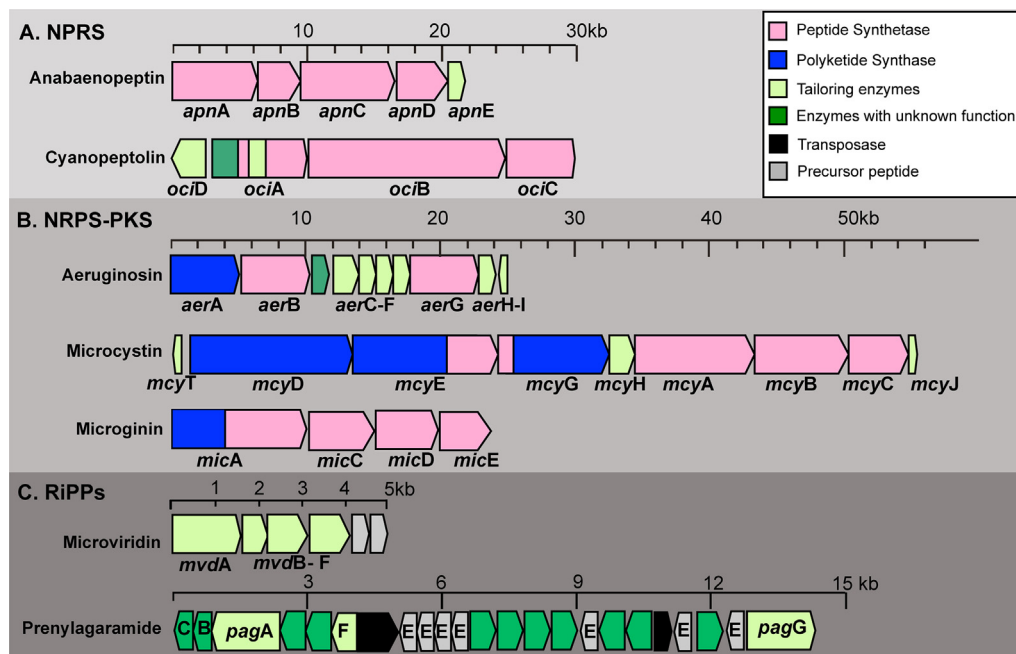 A. NPRS
10 20 30kb
Anabaenopeptin
apnA apnB apnC apnD apnE
Cyanopeptolin
ociD ociA ociB ociC
Peptide Synthetase
Polyketide Synthase
Tailoring enzymes
Enzymes with unknown function
Transposase
Precursor peptide
B. NRPS-PKS
10 20 30 40 50kb
Aeruginosin
aerA aerB aerC-F aerG aerH-I
Microcystin
mcyT mcyD mcyE mcyG mcyH mcyA mcyB mcyC mcyJ
Microginin
micA micC micD micE
C. RiPPs
1 2 3 4 5kb
Microviridin
mvdA mvdB- F
3 6 9 12 15 kb
Prenylagaramide
C B pagA F E E E E E E E pagG